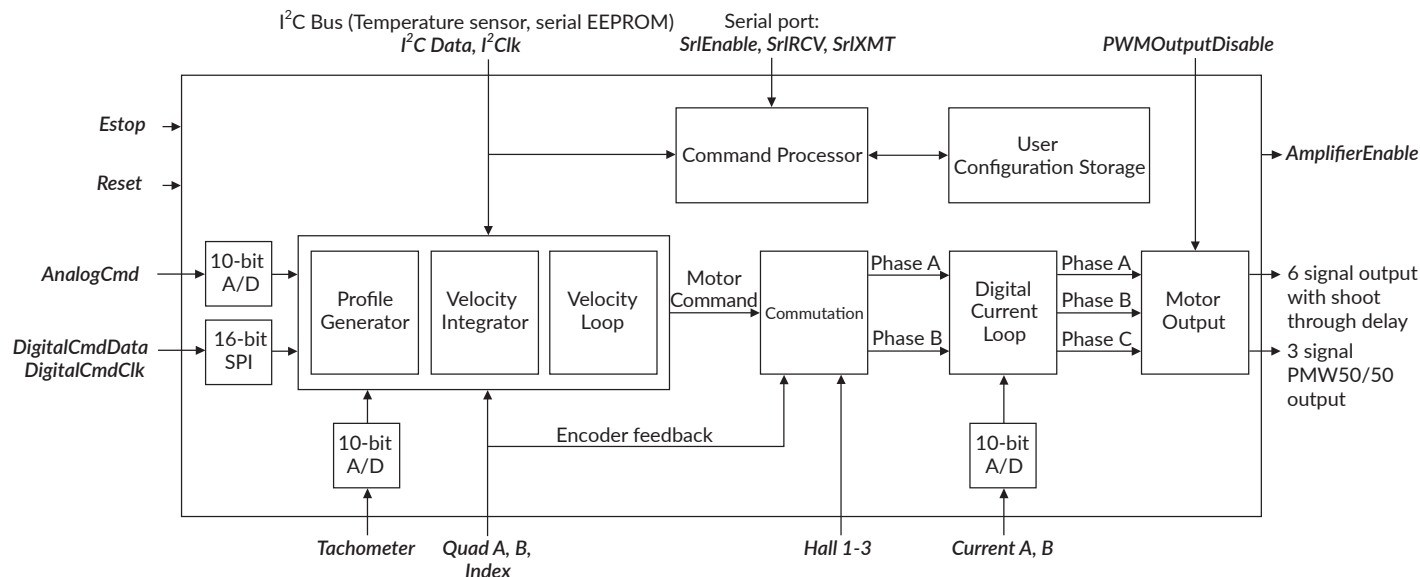 I²C Bus (Temperature sensor, serial EEPROM)
I²C Data, I²Clk
Serial port:
SrlEnable, SrlRCV, SrlXMT
PWMOutputDisable
Estop
Reset
Command Processor
User
Configuration Storage
AmplifierEnable
AnalogCmd
10-bit
A/D
DigitalCmdData
DigitalCmdClk
16-bit
SPI
Profile
Generator
Velocity
Integrator
Velocity
Loop
Motor
Command
Commutation
Phase A
Phase B
Digital
Current
Loop
Phase A
Phase B
Phase C
Motor
Output
6 signal output
with shoot
through delay
3 signal
PMW50/50
output
10-bit
A/D
Encoder feedback
10-bit
A/D
Tachometer
Quad A, B,
Index
Hall 1-3
Current A, B